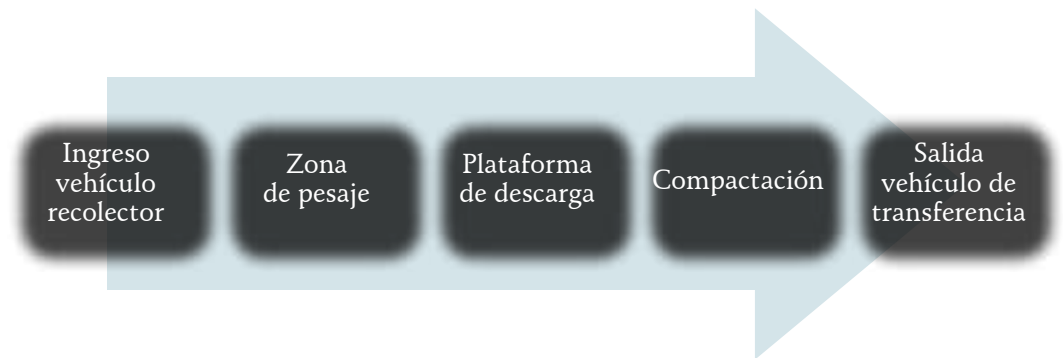 Ingreso
vehículo
recolector
Zona
de pesaje
Plataforma
de descarga
Compactación
Salida
vehículo de
transferencia